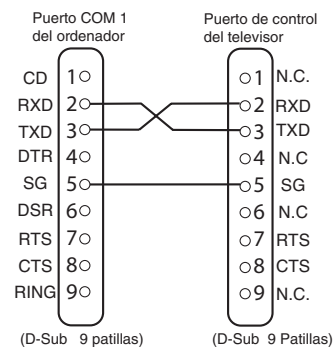 Puerto COM 1
del ordenador
Puerto de control
del televisor
CD 1 1 N.C.
RXD 2 2 RXD
TXD 3 3 TXD
DTR 4 4 N.C
SG 5 5 SG
DSR 6 6 N.C
RTS 7 7 RTS
CTS 8 8 CTS
RING 9 9 N.C.
(D-Sub 9 patillas) (D-Sub 9 Patillas)